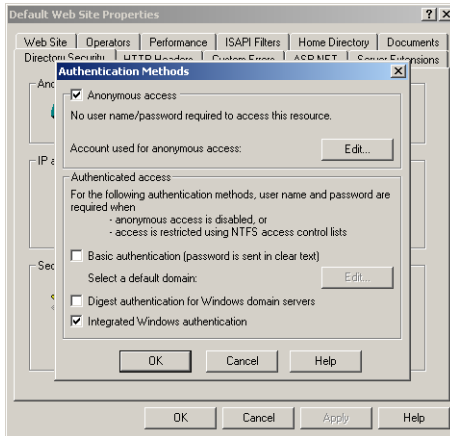 Default Web Site Properties
Web Site Operators Performance ISAPI Filters Home Directory Documents
Directory Security HTTP Headers Custom Errors ASP.NET Server Extensions
Authentication Methods
Anonymous access
No user name/password required to access this resource.
Account used for anonymous access: Edit...
Authenticated access
For the following authentication methods, user name and password are
required when
- anonymous access is disabled, or
- access is restricted using NTFS access control lists
Basic authentication (password is sent in clear text)
Select a default domain: Edit...
Digest authentication for Windows domain servers
Integrated Windows authentication
OK Cancel Help
OK Cancel Apply Help